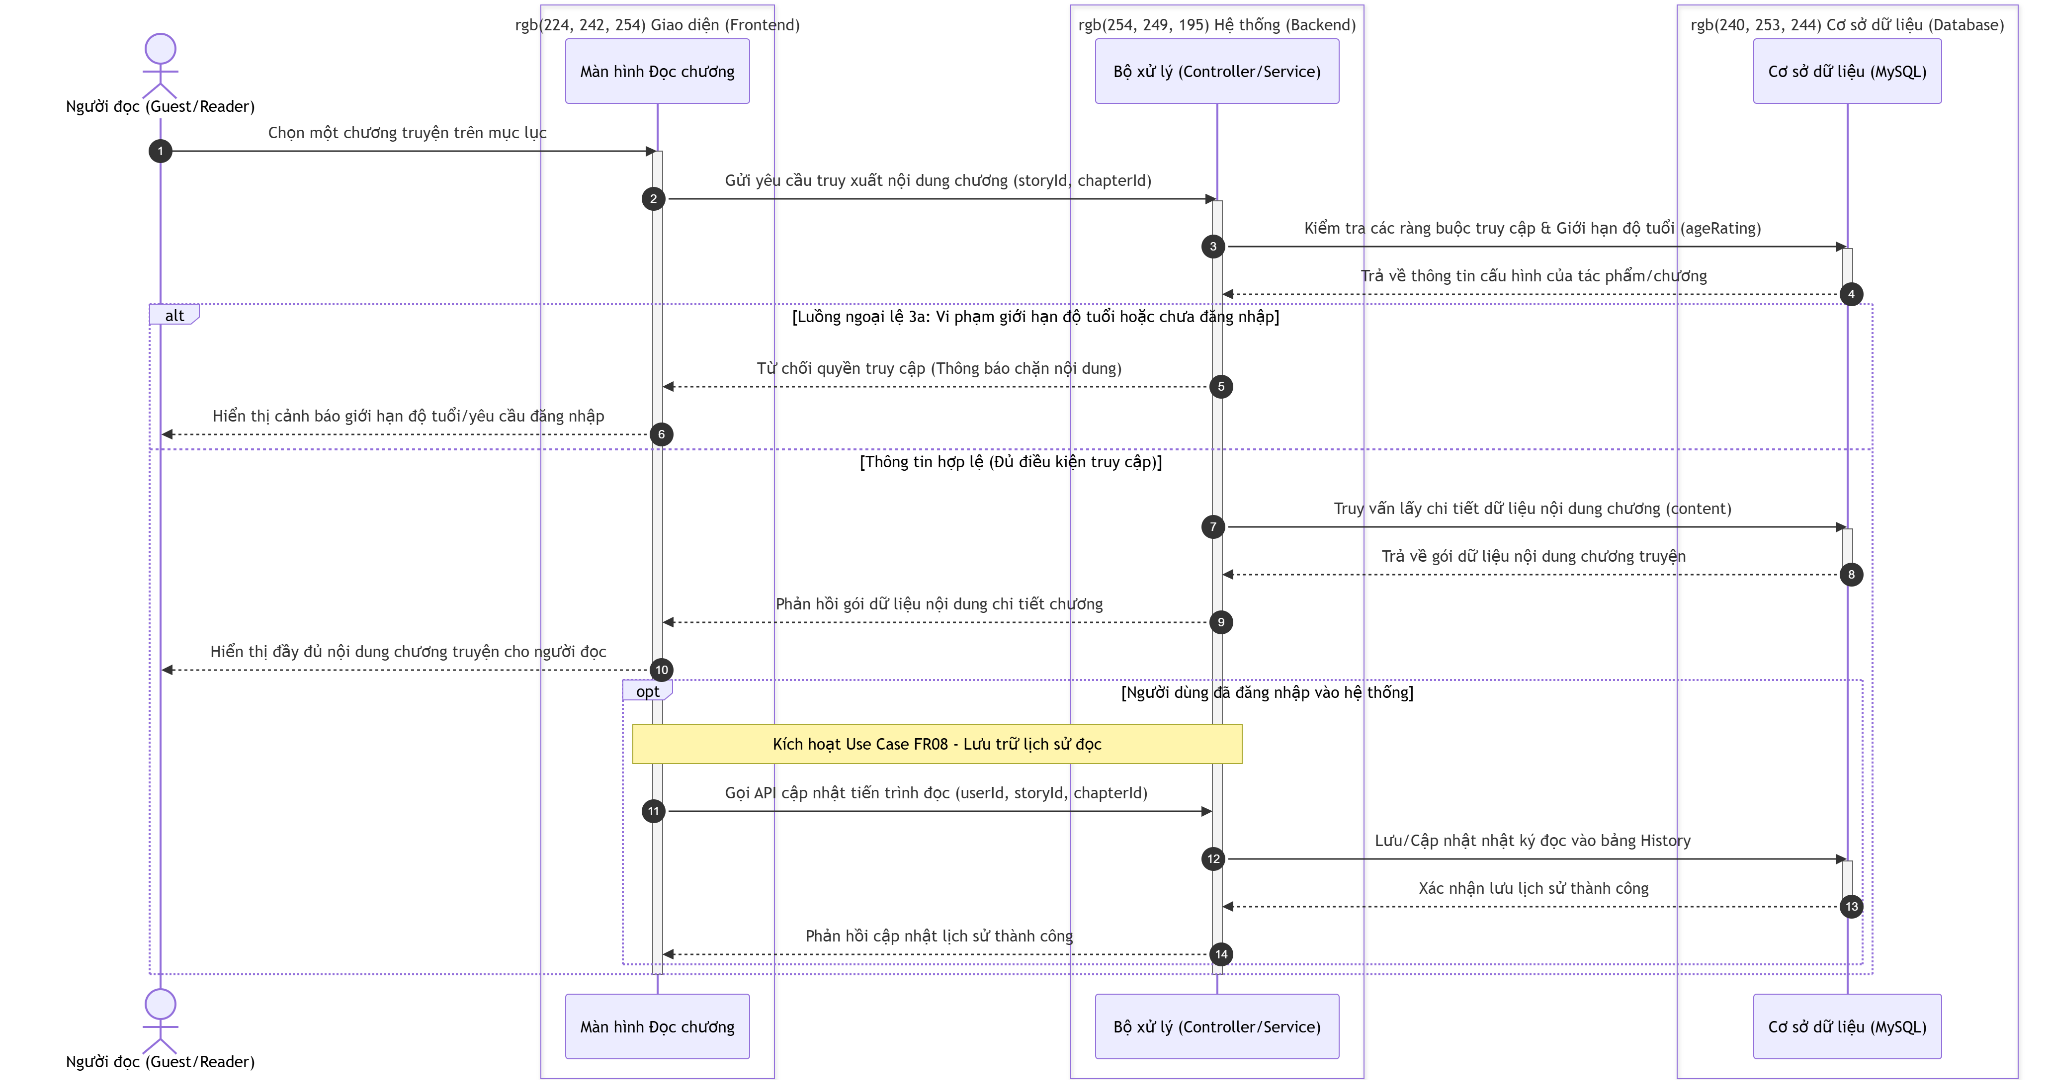 rgb(224, 242, 254) Giao diện (Frontend)
rgb(254, 249, 195) Hệ thống (Backend)
rgb(240, 253, 244) Cơ sở dữ liệu (Database)
Màn hình Đọc chương
Bộ xử lý (Controller/Service)
Cơ sở dữ liệu (MySQL)
Người đọc (Guest/Reader)
Chọn một chương truyện trên mục lục
1
Gửi yêu cầu truy xuất nội dung chương (storyId, chapterId)
2
Kiểm tra các ràng buộc truy cập & Giới hạn độ tuổi (ageRating)
3
Trả về thông tin cấu hình của tác phẩm/chương
4
alt
[Luồng ngoại lệ 3a: Vi phạm giới hạn độ tuổi hoặc chưa đăng nhập]
Từ chối quyền truy cập (Thông báo chặn nội dung)
5
Hiển thị cảnh báo giới hạn độ tuổi/yêu cầu đăng nhập
6
[Thông tin hợp lệ (Đủ điều kiện truy cập)]
Truy vấn lấy chi tiết dữ liệu nội dung chương (content)
7
Trả về gói dữ liệu nội dung chương truyện
8
Phản hồi gói dữ liệu nội dung chi tiết chương
9
Hiển thị đầy đủ nội dung chương truyện cho người đọc
10
opt
[Người dùng đã đăng nhập vào hệ thống]
Kích hoạt Use Case FR08 - Lưu trữ lịch sử đọc
Gọi API cập nhật tiến trình đọc (userId, storyId, chapterId)
11
Lưu/Cập nhật nhật ký đọc vào bảng History
12
Xác nhận lưu lịch sử thành công
13
Phản hồi cập nhật lịch sử thành công
14
Màn hình Đọc chương
Bộ xử lý (Controller/Service)
Cơ sở dữ liệu (MySQL)
Người đọc (Guest/Reader)